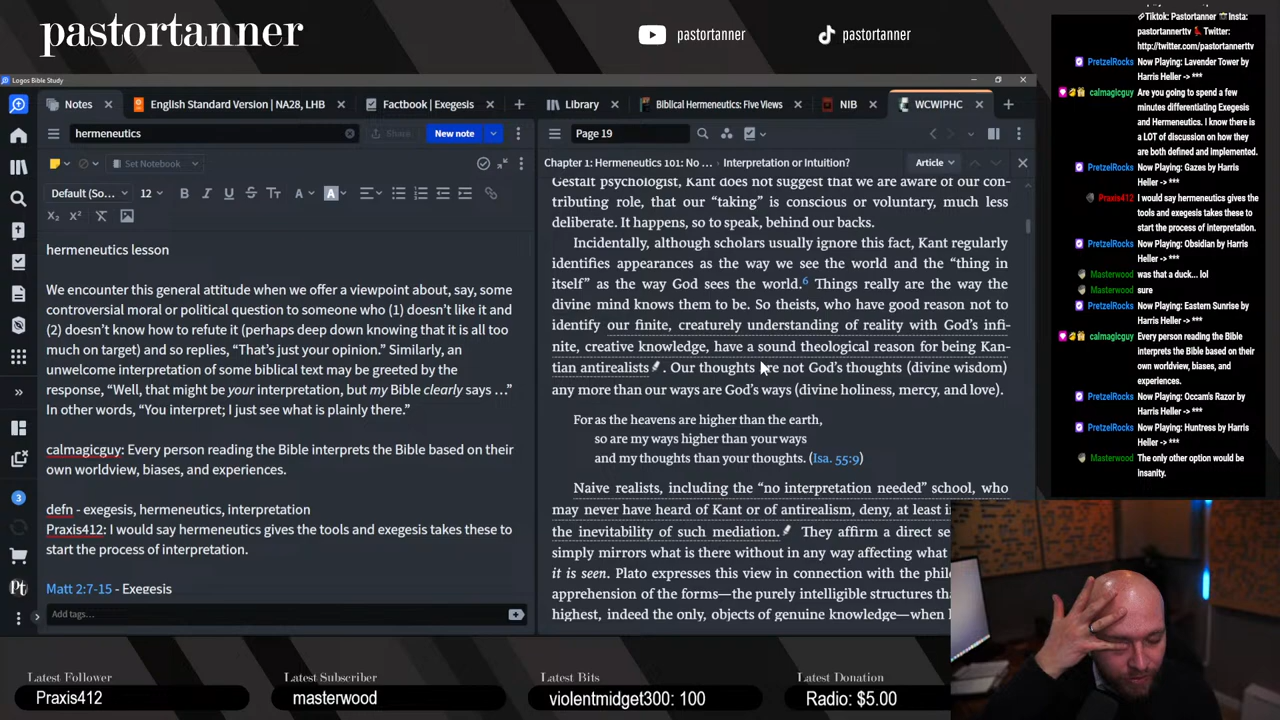 pastortanner
pastortanner
pastortanner
Logos Bible Study
Notes
English Standard Version | NA28, LHB
Factbook | Exegesis
Library
Biblical Hermeneutics: Five Views
NIB
WCWIPHC
hermeneutics
Share
New note
Page 19
Set Notebook
Chapter 1: Hermeneutics 101: No ... › Interpretation or Intuition?
Article
Default (So...
12
hermeneutics lesson
We encounter this general attitude when we offer a viewpoint about, say, some
controversial moral or political question to someone who (1) doesn't like it and
(2) doesn't know how to refute it (perhaps deep down knowing that it is all too
much on target) and so replies, “That's just your opinion.” Similarly, an
unwelcome interpretation of some biblical text may be greeted by the
response, “Well, that might be your interpretation, but my Bible clearly says …”
In other words, “You interpret; I just see what is plainly there.”
calmagicguy: Every person reading the Bible interprets the Bible based on their
own worldview, biases, and experiences.
defn - exegesis, hermeneutics, interpretation
Praxis412: I would say hermeneutics gives the tools and exegesis takes these to
start the process of interpretation.
Matt 2:7-15 - Exegesis
Add tags...
3
Gestalt psychologist, Kant does not suggest that we are aware of our con-
tributing role, that our “taking” is conscious or voluntary, much less
deliberate. It happens, so to speak, behind our backs.
Incidentally, although scholars usually ignore this fact, Kant regularly
identifies appearances as the way we see the world and the “thing in
itself” as the way God sees the world.6 Things really are the way the
divine mind knows them to be. So theists, who have good reason not to
identify our finite, creaturely understanding of reality with God's infi-
nite, creative knowledge, have a sound theological reason for being Kan-
tian antirealists. Our thoughts are not God's thoughts (divine wisdom)
any more than our ways are God's ways (divine holiness, mercy, and love).
For as the heavens are higher than the earth,
so are my ways higher than your ways
and my thoughts than your thoughts. (Isa. 55:9)
Naive realists, including the “no interpretation needed” school, who
may never have heard of Kant or of antirealism, deny, at least i
the inevitability of such mediation. They affirm a direct se
simply mirrors what is there without in any way affecting what
it is seen. Plato expresses this view in connection with the phil
apprehension of the forms—the purely intelligible structures tha
highest, indeed the only, objects of genuine knowledge—when
Tiktok: Pastortanner Insta:
pastortannerttv Twitter:
http://twitter.com/pastortannerttv
PretzelRocks Now Playing: Lavender Tower by
Harris Heller -> ***
calmagicguy Are you going to spend a few
minutes differentiating Exegesis
and Hermeneutics. I know there
is a LOT of discussion on how they
are both defined and implemented.
PretzelRocks Now Playing: Gazes by Harris
Heller -> ***
Praxis412 I would say hermeneutics gives the
tools and exegesis takes these to
start the process of interpretation.
PretzelRocks Now Playing: Obsidian by Harris
Heller -> ***
Masterwood was that a duck... lol
Masterwood sure
PretzelRocks Now Playing: Eastern Sunrise by
Harris Heller -> ***
calmagicguy Every person reading the Bible
interprets the Bible based on their
own worldview, biases, and
experiences.
PretzelRocks Now Playing: Occam's Razor by
Harris Heller -> ***
PretzelRocks Now Playing: Huntress by Harris
Heller -> ***
Masterwood The only other option would be
insanity.
Latest Follower
Praxis412
Latest Subscriber
masterwood
Latest Bits
violentmidget300: 100
Latest Donation
Radio: $5.00